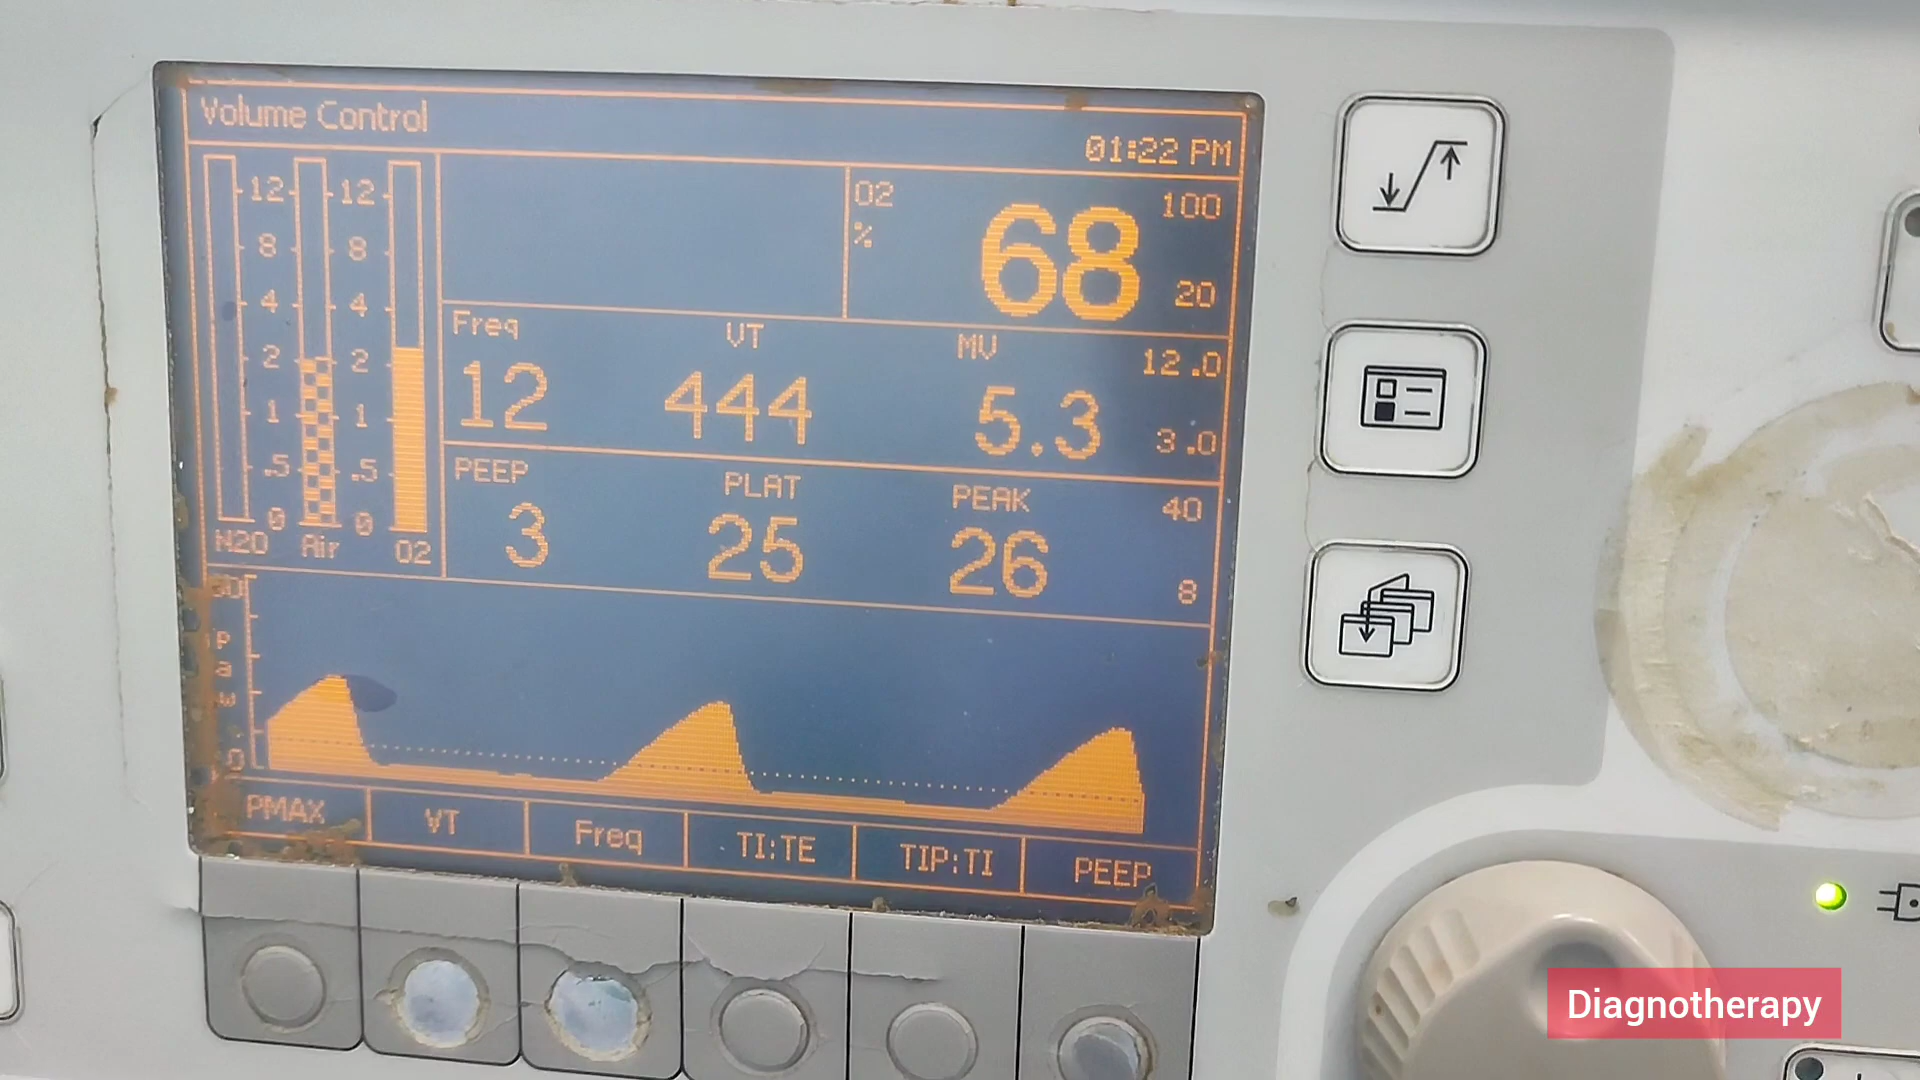 Volume Control
01:22 PM
12 12
8 8
4 4
2 2
1 1
.5 .5
0 0
N2O Air O2
O2 % 68 100 20
Freq VT MV 12.0
12 444 5.3 3.0
PEEP PLAT PEAK 40
3 25 26 8
Paw
0
PMAX VT Freq TI:TE TIP:TI PEEP
Diagnotherapy